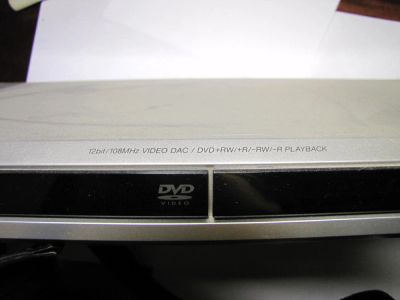 12bit/108MHz VIDEO DAC / DVD+RW/+R/-RW/-R PLAYBACK
DVD
VIDEO